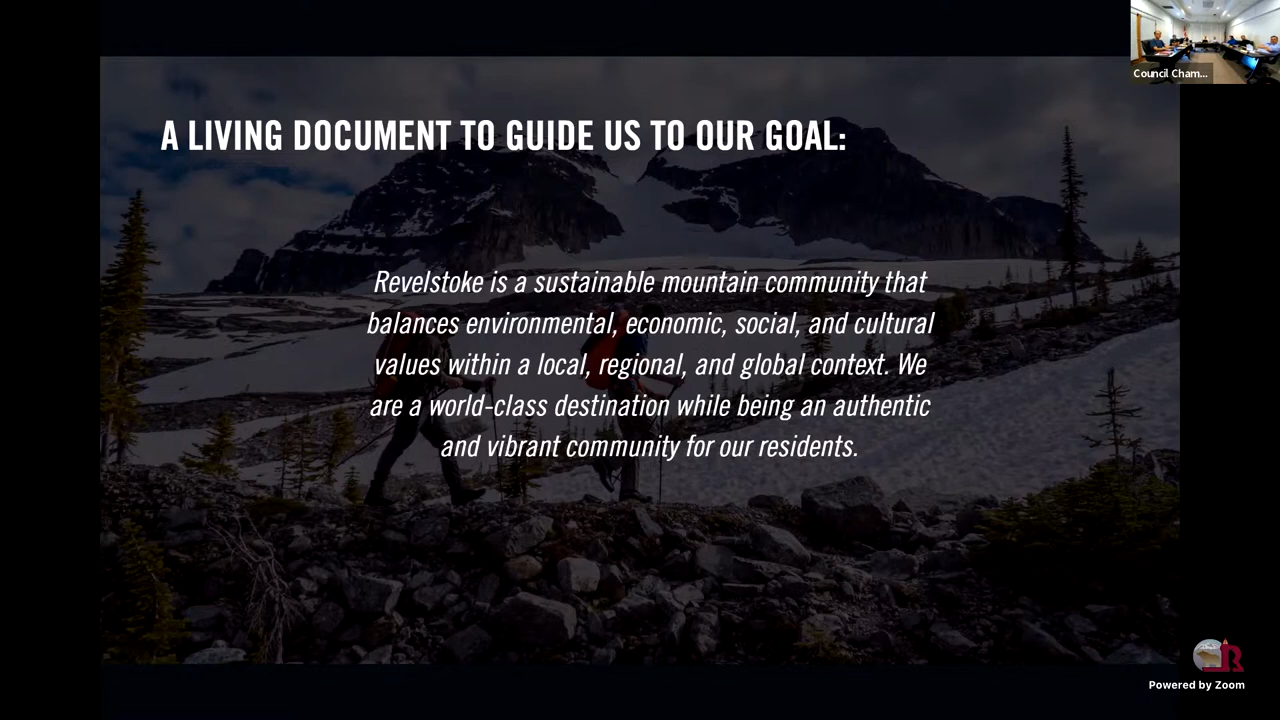 Council Cham...
A LIVING DOCUMENT TO GUIDE US TO OUR GOAL:
Revelstoke is a sustainable mountain community that
balances environmental, economic, social, and cultural
values within a local, regional, and global context. We
are a world-class destination while being an authentic
and vibrant community for our residents.
R
Powered by Zoom